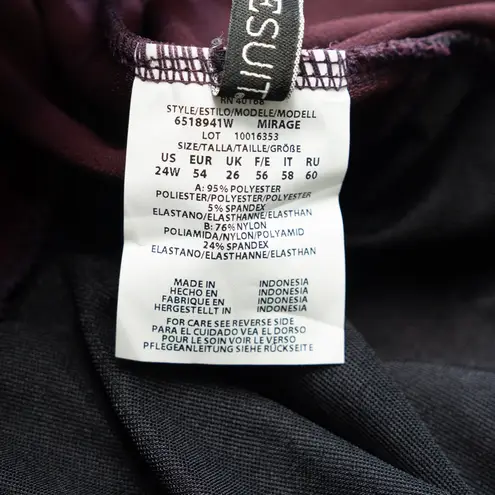 ESUIT
RN 40168
STYLE/ESTILO/MODELE/MODELL
6518941W MIRAGE
LOT 10016353
SIZE/TALLA/TAILLE/GRÖßE
US EUR UK F/E IT RU
24W 54 26 56 58 60
A: 95% POLYESTER
POLIESTER/POLYESTER/POLYESTER
5% SPANDEX
ELASTANO/ELASTHANNE/ELASTHAN
B: 76% NYLON
POLIAMIDA/NYLON/POLYAMID
24% SPANDEX
ELASTANO/ELASTHANNE/ELASTHAN
MADE IN INDONESIA
HECHO EN INDONESIA
FABRIQUE EN INDONESIA
HERGESTELLT IN INDONESIA
FOR CARE SEE REVERSE SIDE
PARA EL CUIDADO VEA EL DORSO
POUR LE SOIN VOIR LE VERSO
PFLEGEANLEITUNG SIEHE RÜCKSEITE